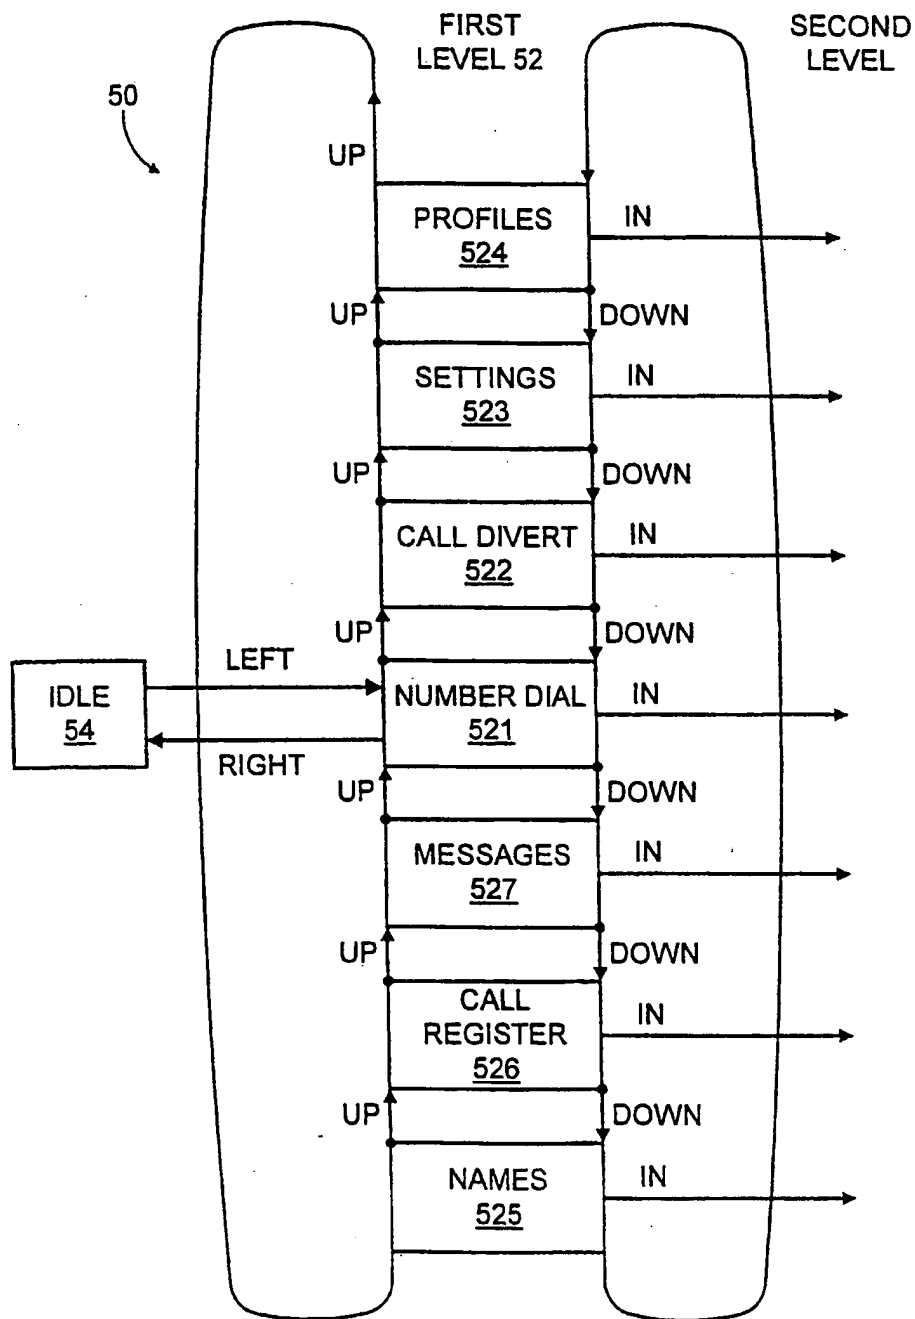 FIRST
LEVEL 52
SECOND
LEVEL
50
UP
PROFILES
524
IN
UP
DOWN
SETTINGS
523
IN
UP
DOWN
CALL DIVERT
522
IN
UP
DOWN
LEFT
IDLE
54
NUMBER DIAL
521
IN
RIGHT
UP
DOWN
MESSAGES
527
IN
UP
DOWN
CALL
REGISTER
526
IN
UP
DOWN
NAMES
525
IN